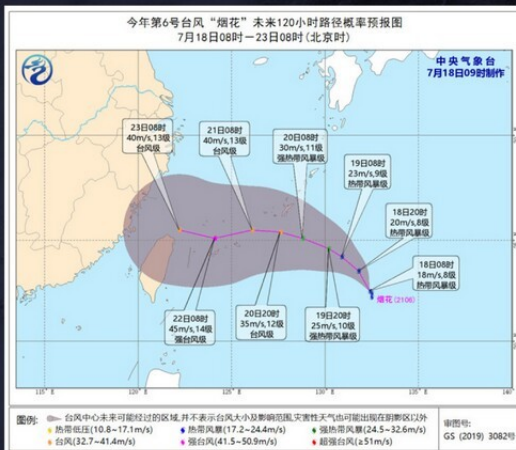 今年第6号台风“烟花”未来120小时路径概率预报图
7月18日08时－23日08时(北京时)
中央气象台
7月18日09时制作
23日08时
40m/s,13级
台风级
21日08时
40m/s,13级
台风级
20日08时
30m/s,11级
强热带风暴级
19日08时
23m/s,9级
热带风暴级
18日20时
20m/s,8级
热带风暴级
18日08时
18m/s,8级
热带风暴级
烟花(2106)
22日08时
45m/s,14级
强台风级
20日20时
35m/s,12级
台风级
19日20时
25m/s,10级
强热带风暴级
115°E
120°E
125°E
130°E
135°E
140°
图例:
台风中心未来可能经过的区域,并不表示台风大小及影响范围,灾害性天气也可能出现在阴影区以外
热带低压(10.8~17.1m/s)
热带风暴(17.2~24.4m/s)
强热带风暴(24.5~32.6m/s)
台风(32.7~41.4m/s)
强台风(41.5~50.9m/s)
超强台风(≥51m/s)
审图号:
GS (2019) 3082号